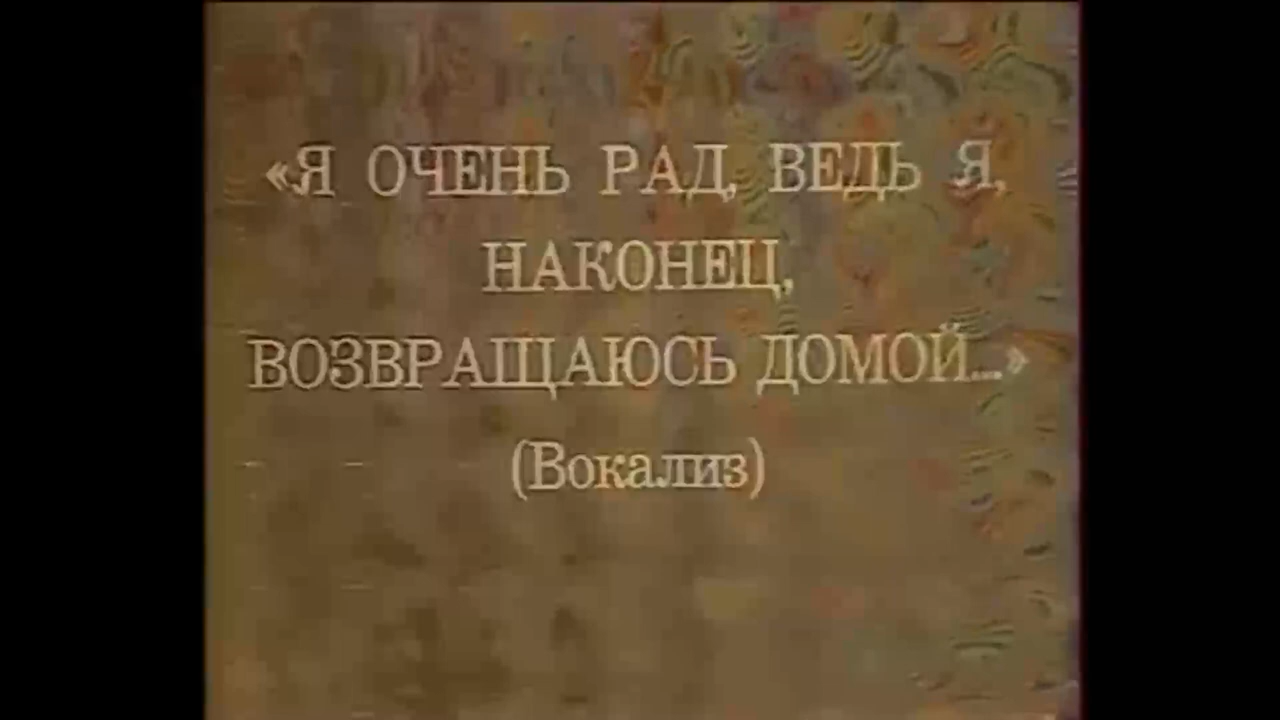 «Я ОЧЕНЬ РАД, ВЕДЬ Я,
НАКОНЕЦ,
ВОЗВРАЩАЮСЬ ДОМОЙ...»
(Вокализ)